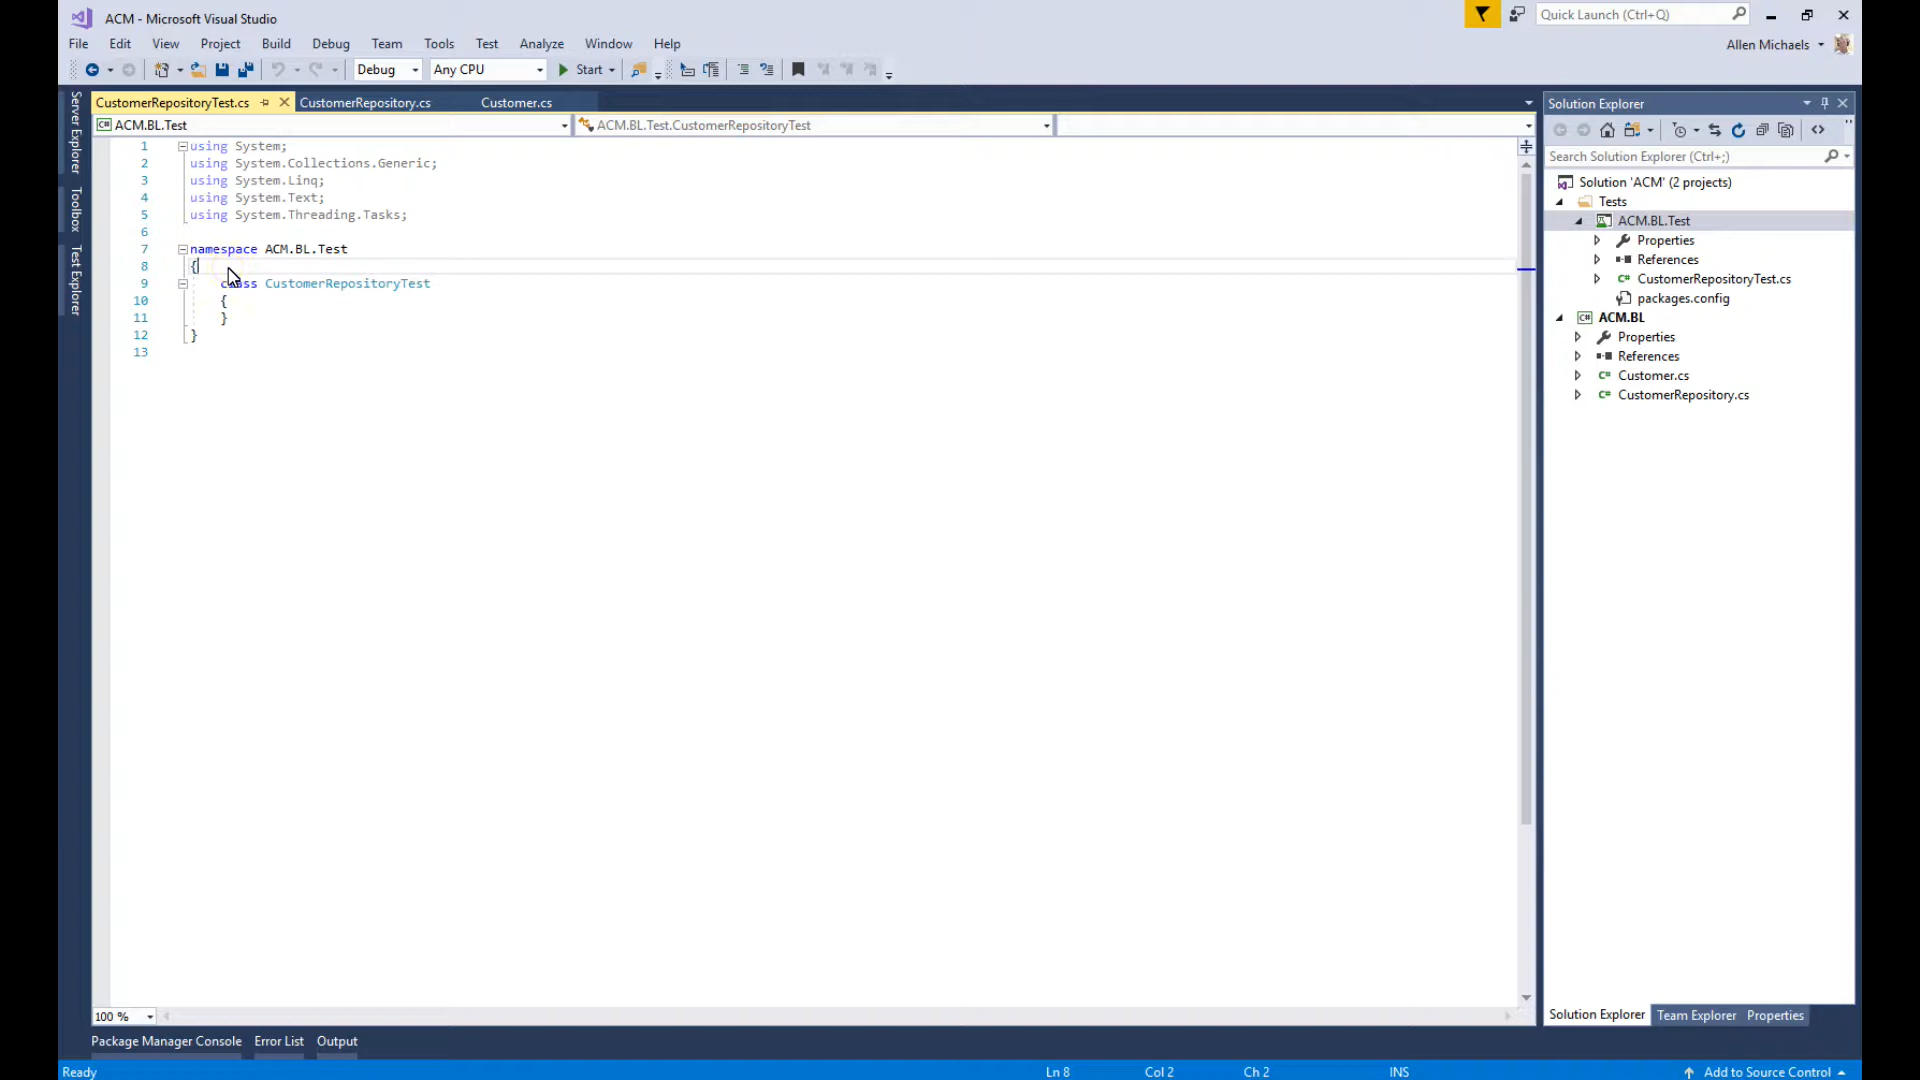 ACM - Microsoft Visual Studio
Quick Launch (Ctrl+Q)
File Edit View Project Build Debug Team Tools Test Analyze Window Help
Allen Michaels
Debug Any CPU Start
Server Explorer
Toolbox
Test Explorer
CustomerRepositoryTest.cs CustomerRepository.cs Customer.cs
C# ACM.BL.Test ACM.BL.Test.CustomerRepositoryTest
1 using System;
2 using System.Collections.Generic;
3 using System.Linq;
4 using System.Text;
5 using System.Threading.Tasks;
6
7 namespace ACM.BL.Test
8 {
9 class CustomerRepositoryTest
10 {
11 }
12 }
13
100 %
Solution Explorer
Search Solution Explorer (Ctrl+;)
Solution 'ACM' (2 projects)
Tests
ACM.BL.Test
Properties
References
C# CustomerRepositoryTest.cs
packages.config
C# ACM.BL
Properties
References
C# Customer.cs
C# CustomerRepository.cs
Solution Explorer Team Explorer Properties
Package Manager Console Error List Output
Ready Ln 8 Col 2 Ch 2 INS Add to Source Control